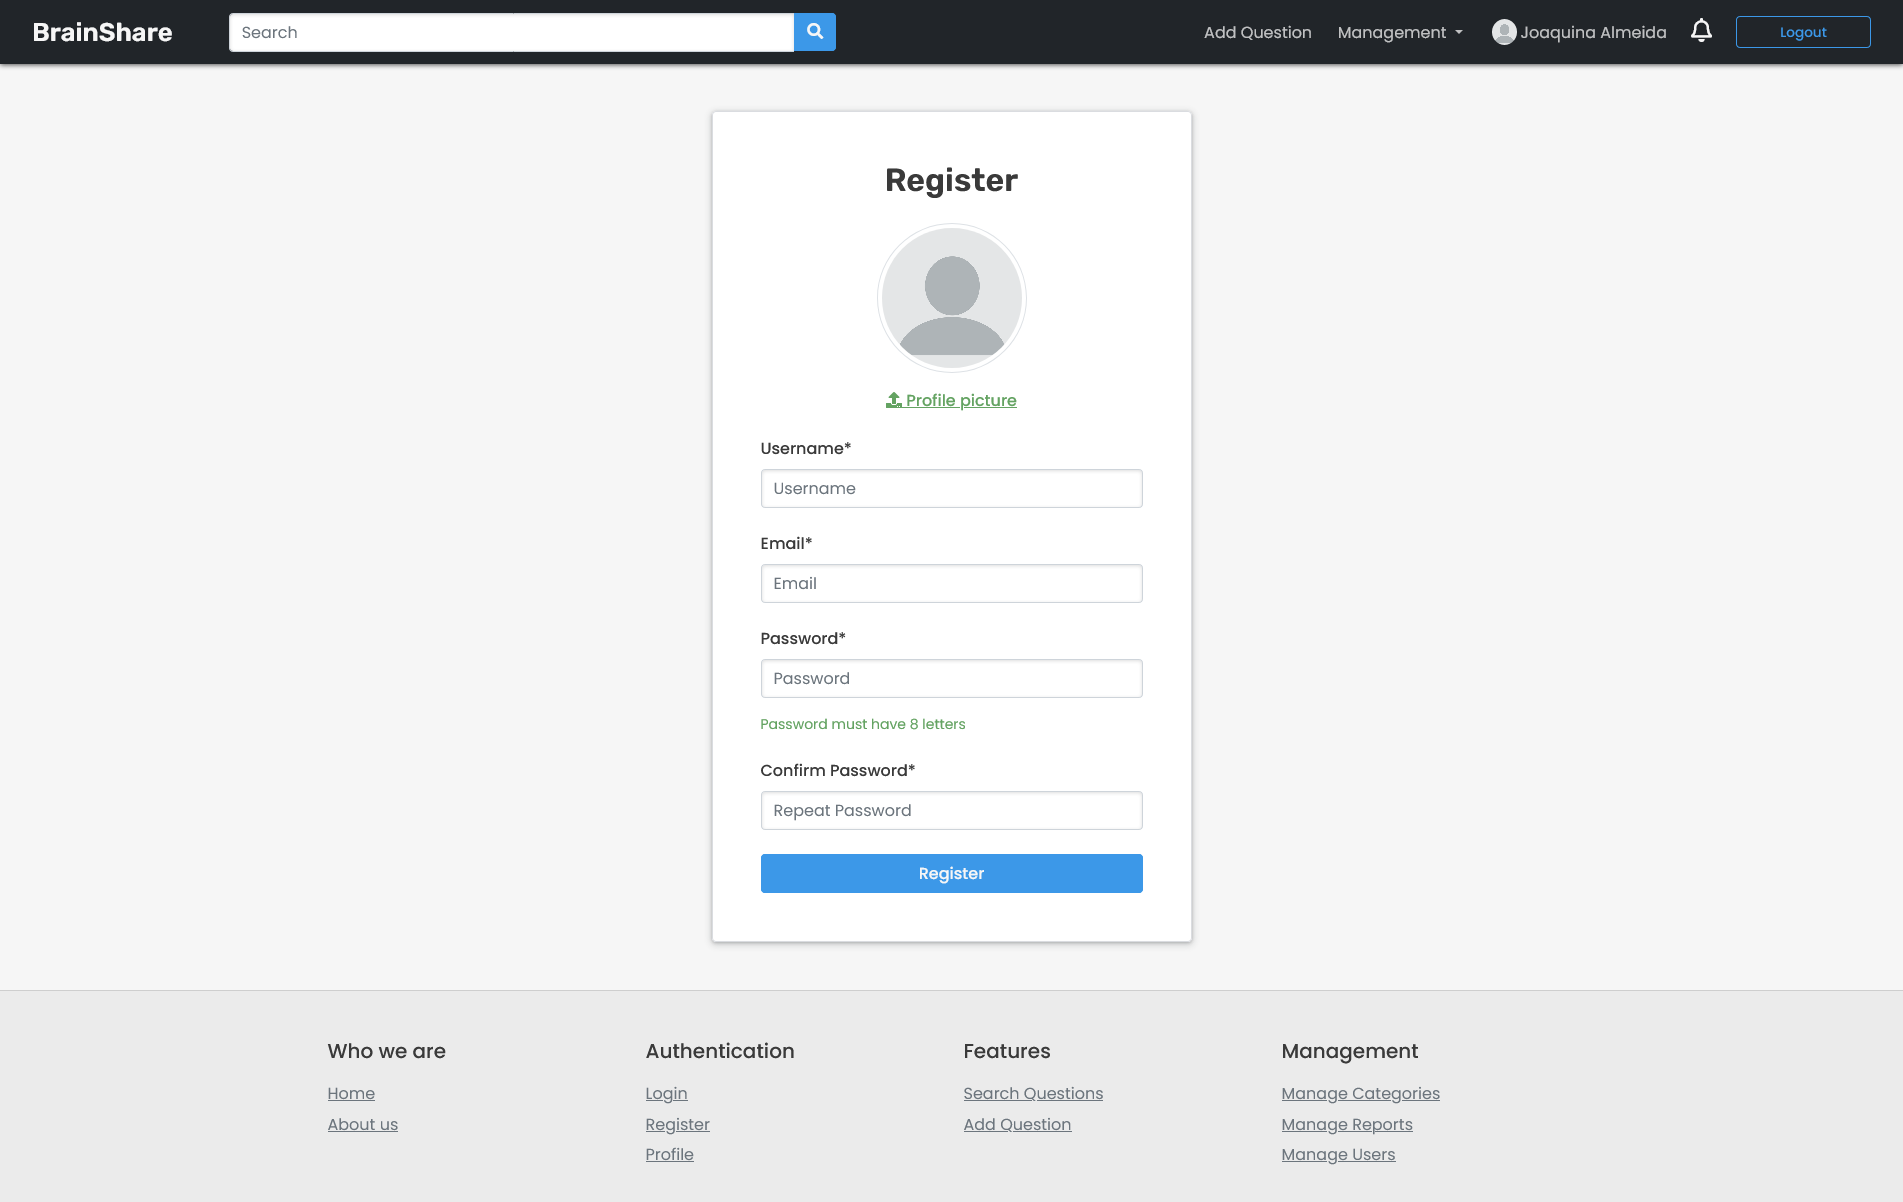 BrainShare
Search
Add Question
Management
Joaquina Almeida
Logout
Register
Profile picture
Username*
Username
Email*
Email
Password*
Password
Password must have 8 letters
Confirm Password*
Repeat Password
Register
Who we are
Home
About us
Authentication
Login
Register
Profile
Features
Search Questions
Add Question
Management
Manage Categories
Manage Reports
Manage Users